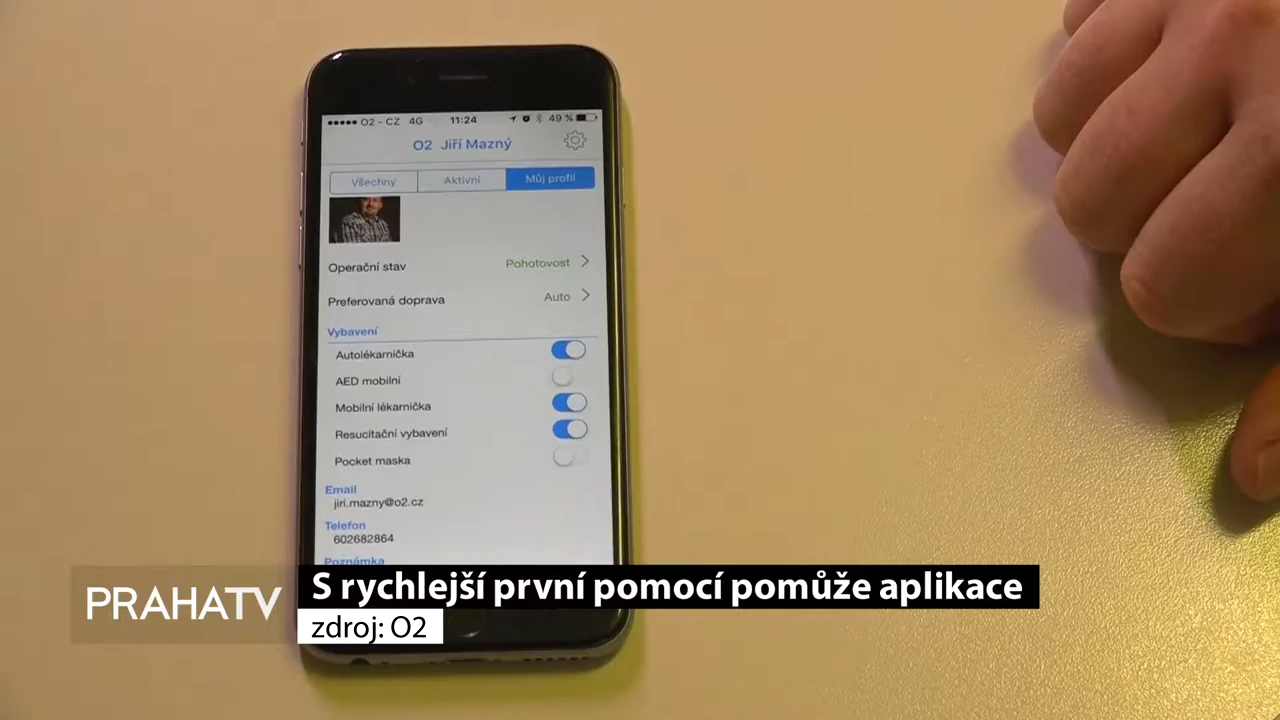 O2 - CZ 4G 11:24 49 %
O2 Jiří Mazný
Všechny Aktivní Můj profil
Operační stav Pohotovost
Preferovaná doprava Auto
Vybavení
Autolékarnička
AED mobilní
Mobilní lékarnička
Resucitační vybavení
Pocket maska
Email
jiri.mazny@o2.cz
Telefon
602682864
Poznámka
PRAHATV
S rychlejší první pomocí pomůže aplikace
zdroj: O2